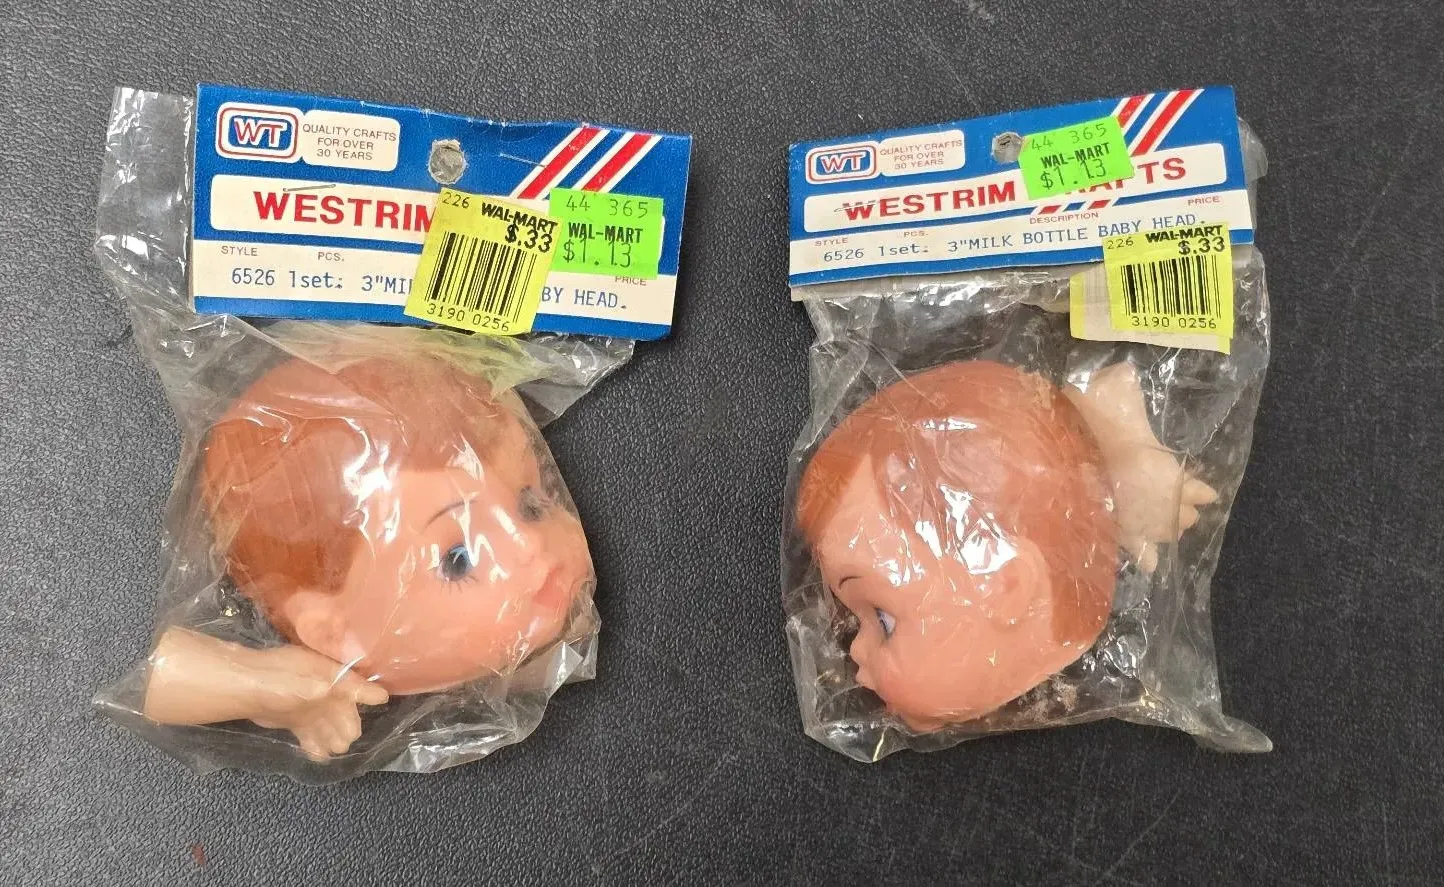 WT
QUALITY CRAFTS
FOR OVER
30 YEARS
WESTRIM
STYLE PCS. PRICE
6526 1set: 3"MI BY HEAD.
226 WAL-MART
$.33
3190 0256
44 365
WAL-MART
$1.13
WT
QUALITY CRAFTS
FOR OVER
30 YEARS
44 365
WAL-MART
$1.13
WESTRIM AFTS
STYLE PCS. DESCRIPTION PRICE
6526 1set: 3"MILK BOTTLE BABY HEAD.
226 WAL-MART
$.33
3190 0256